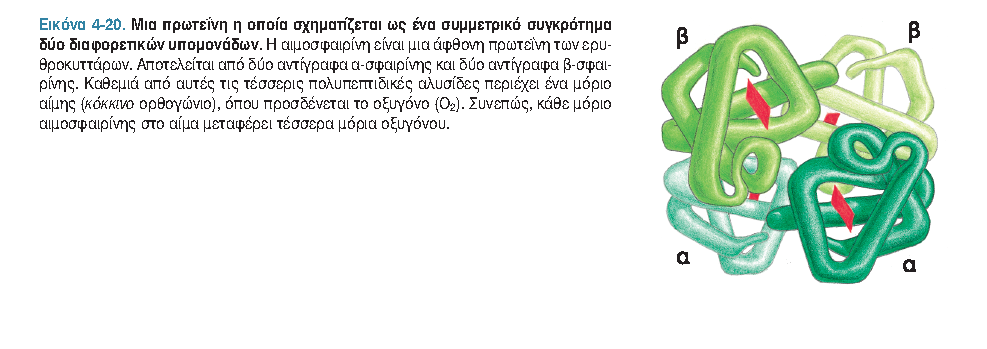 Εικόνα 4-20. Μια πρωτεΐνη η οποία σχηματίζεται ως ένα συμμετρικό συγκρότημα
δύο διαφορετικών υπομονάδων. Η αιμοσφαιρίνη είναι μια άφθονη πρωτεΐνη των ερυ-
θροκυττάρων. Αποτελείται από δύο αντίγραφα α-σφαιρίνης και δύο αντίγραφα β-σφαι-
ρίνης. Καθεμιά από αυτές τις τέσσερις πολυπεπτιδικές αλυσίδες περιέχει ένα μόριο
αίμης (κόκκινο ορθογώνιο), όπου προσδένεται το οξυγόνο (O₂). Συνεπώς, κάθε μόριο
αιμοσφαιρίνης στο αίμα μεταφέρει τέσσερα μόρια οξυγόνου.
β
β
α
α